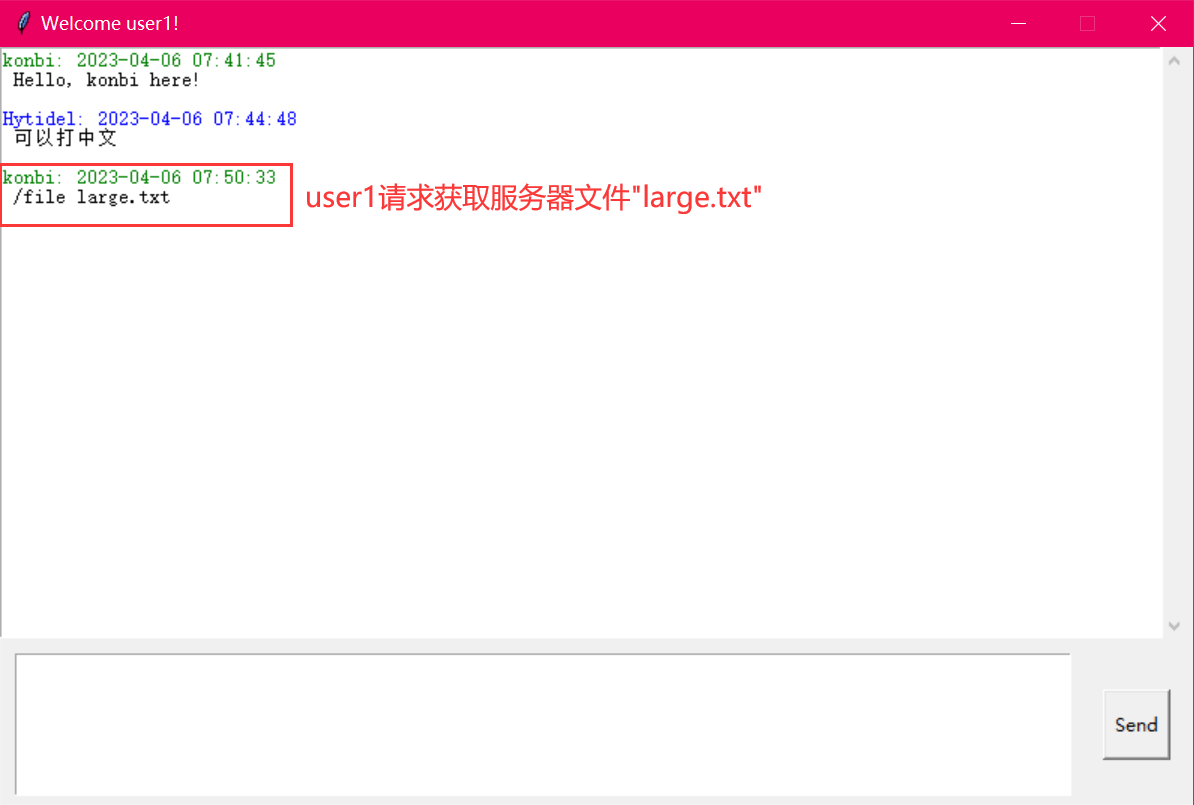 Welcome user1!
konbi: 2023-04-06 07:41:45
Hello, konbi here!
Hytidel: 2023-04-06 07:44:48
可以打中文
konbi: 2023-04-06 07:50:33
/file large.txt
user1请求获取服务器文件"large.txt"
Send